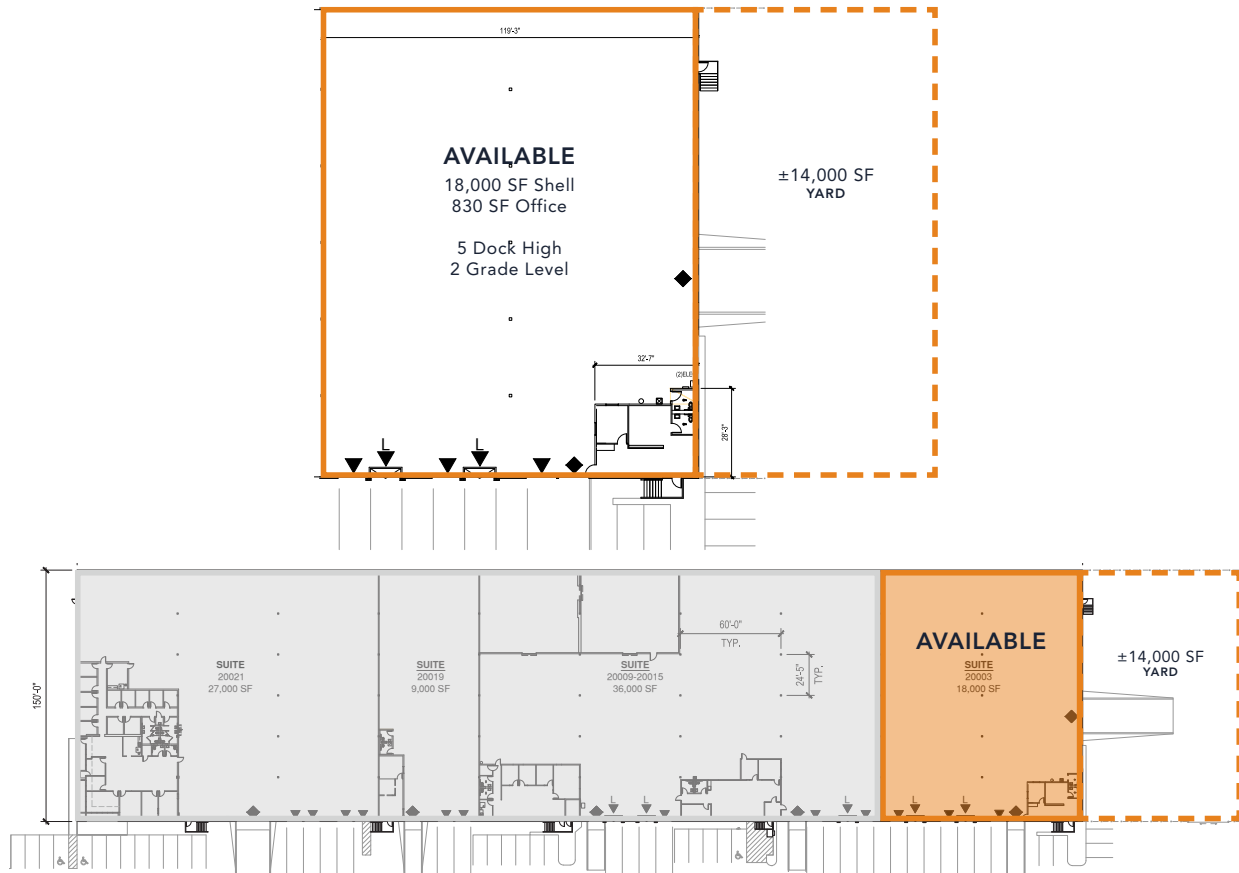 119'-3"
AVAILABLE
18,000 SF Shell
830 SF Office
5 Dock High
2 Grade Level
±14,000 SF
YARD
32'-7"
(2)ELE
28'-3"
L
L
150'-0"
SUITE
20021
27,000 SF
SUITE
20019
9,000 SF
SUITE
20009-20015
36,000 SF
60'-0"
TYP.
24'-5"
TYP.
AVAILABLE
SUITE
20003
18,000 SF
±14,000 SF
YARD
L
L
L
L
L